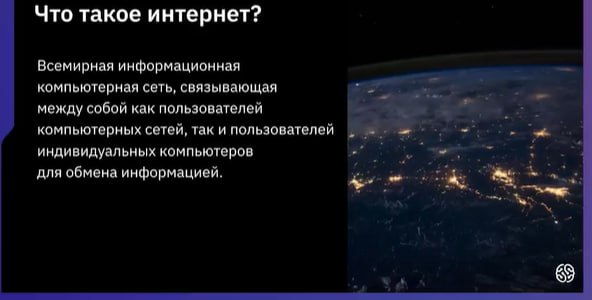 Что такое интернет?
Всемирная информационная
компьютерная сеть, связывающая
между собой как пользователей
компьютерных сетей, так и пользователей
индивидуальных компьютеров
для обмена информацией.